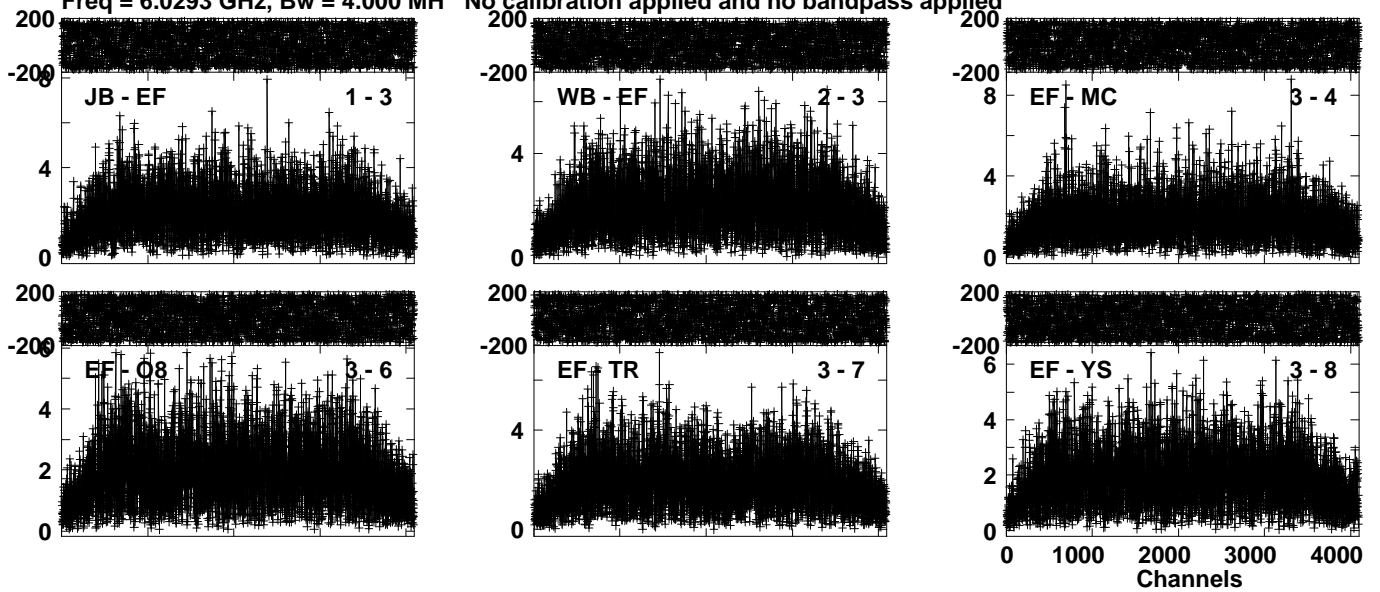 Freq = 6.0293 GHz, Bw = 4.000 MH No calibration applied and no bandpass applied
200 200 200
-200 -200 -200
8
JB - EF 1 - 3 WB - EF 2 - 3 EF - MC 3 - 4
8
4 4 4
0 0 0
200 200 200
-200 -200 -200
6
EF - O8 3 - 6 EF - TR 3 - 7 EF - YS 3 - 8
6
4 4 4
2 2
0 0 0
0 1000 2000 3000 4000
Channels